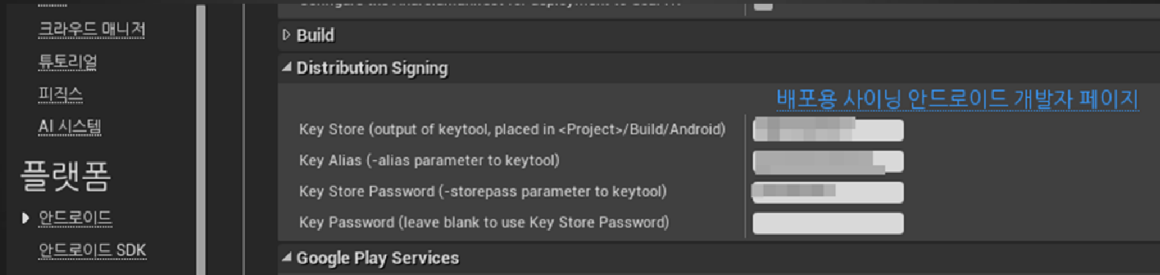 크라우드 매니저
튜토리얼
피직스
AI 시스템
플랫폼
안드로이드
안드로이드 SDK
Build
Distribution Signing
배포용 사이닝 안드로이드 개발자 페이지
Key Store (output of keytool, placed in <Project>/Build/Android)
Key Alias (-alias parameter to keytool)
Key Store Password (-storepass parameter to keytool)
Key Password (leave blank to use Key Store Password)
Google Play Services